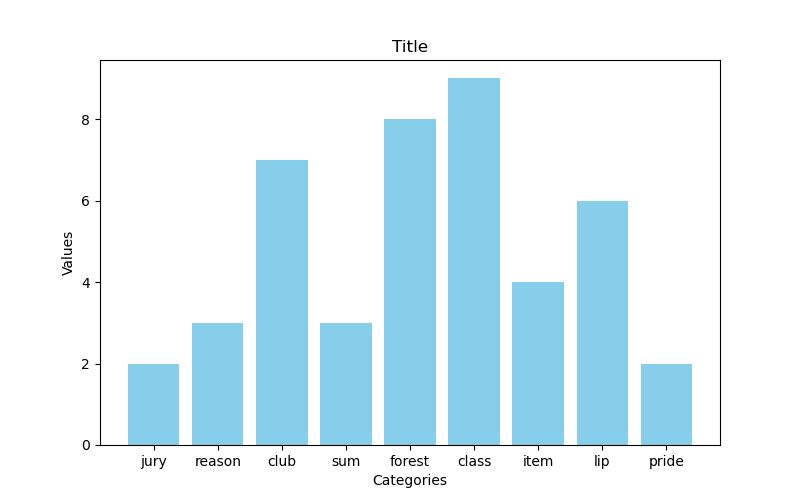 Title
Values
8
6
4
2
0
jury reason club sum forest class item lip pride
Categories